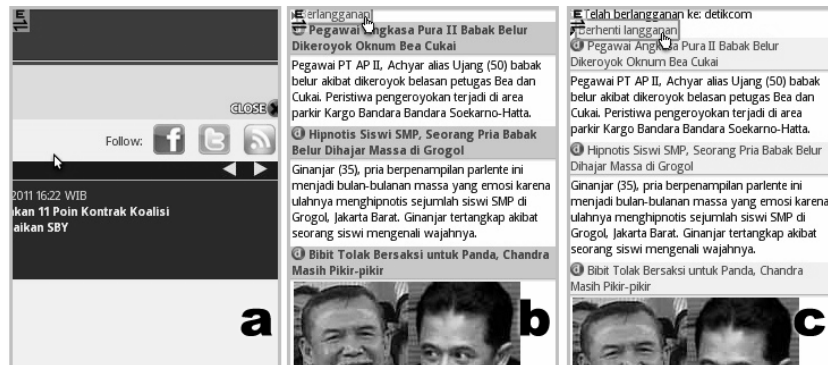 E
CLOSE
Follow:
2011 16:22 WIB
kan 11 Poin Kontrak Koalisi
aikan SBY
a
E
Berlangganan
Pegawai Angkasa Pura II Babak Belur
Dikeroyok Oknum Bea Cukai
Pegawai PT AP II, Achyar alias Ujang (50) babak
belur akibat dikeroyok belasan petugas Bea dan
Cukai. Peristiwa pengeroyokan terjadi di area
parkir Kargo Bandara Bandara Soekarno-Hatta.
Hipnotis Siswi SMP, Seorang Pria Babak
Belur Dihajar Massa di Grogol
Ginanjar (35), pria berpenampilan parlente ini
menjadi bulan-bulanan massa yang emosi karena
ulahnya menghipnotis sejumlah siswi SMP di
Grogol, Jakarta Barat. Ginanjar tertangkap akibat
seorang siswi mengenali wajahnya.
Bibit Tolak Bersaksi untuk Panda, Chandra
Masih Pikir-pikir
b
E
Telah berlangganan ke: detikcom
Berhenti langganan
Pegawai Angkasa Pura II Babak Belur
Dikeroyok Oknum Bea Cukai
Pegawai PT AP II, Achyar alias Ujang (50) babak
belur akibat dikeroyok belasan petugas Bea dan
Cukai. Peristiwa pengeroyokan terjadi di area
parkir Kargo Bandara Bandara Soekarno-Hatta.
Hipnotis Siswi SMP, Seorang Pria Babak Belur
Dihajar Massa di Grogol
Ginanjar (35), pria berpenampilan parlente ini
menjadi bulan-bulanan massa yang emosi karena
ulahnya menghipnotis sejumlah siswi SMP di
Grogol, Jakarta Barat. Ginanjar tertangkap akibat
seorang siswi mengenali wajahnya.
Bibit Tolak Bersaksi untuk Panda, Chandra
Masih Pikir-pikir
c